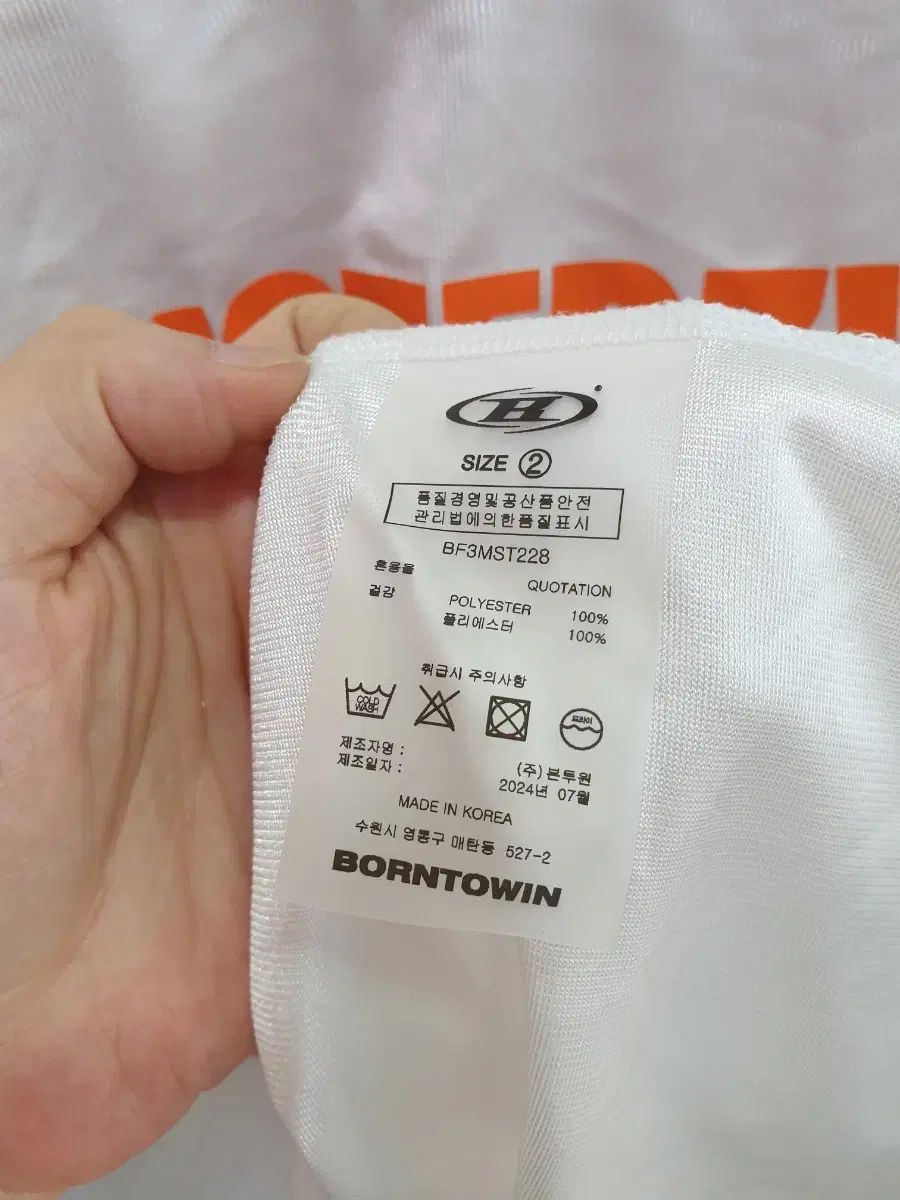 B
SIZE ②
품질경영및공산품안전
관리법에의한품질표시
BF3MST228
혼용율 QUOTATION
겉감 POLYESTER 100%
폴리에스터 100%
취급시 주의사항
COLD WASH
드라이
제조자명 : (주)본투윈
제조일자 : 2024년 07월
MADE IN KOREA
수원시 영통구 매탄동 527-2
BORNTOWIN